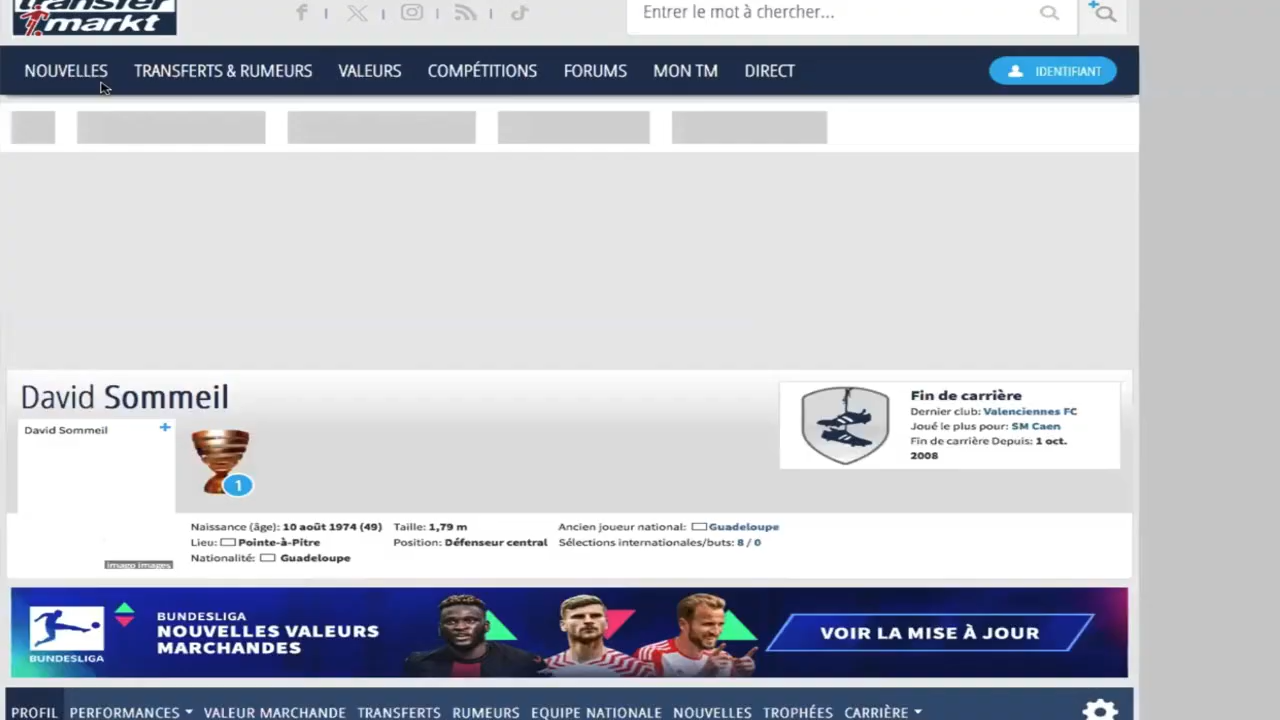 transfer
markt
Entrer le mot à chercher...
NOUVELLES TRANSFERTS & RUMEURS VALEURS COMPÉTITIONS FORUMS MON TM DIRECT IDENTIFIANT
David Sommeil
David Sommeil
1
Fin de carrière
Dernier club: Valenciennes FC
Joué le plus pour: SM Caen
Fin de carrière Depuis: 1 oct.
2008
Naissance (âge): 10 août 1974 (49) Taille: 1,79 m Ancien joueur national: Guadeloupe
Lieu: Pointe-à-Pitre Position: Défenseur central Sélections internationales/buts: 8 / 0
Nationalité: Guadeloupe
imago images
BUNDESLIGA
BUNDESLIGA
NOUVELLES VALEURS
MARCHANDES
VOIR LA MISE À JOUR
PROFIL PERFORMANCES VALEUR MARCHANDE TRANSFERTS RUMEURS EQUIPE NATIONALE NOUVELLES TROPHÉES CARRIÈRE